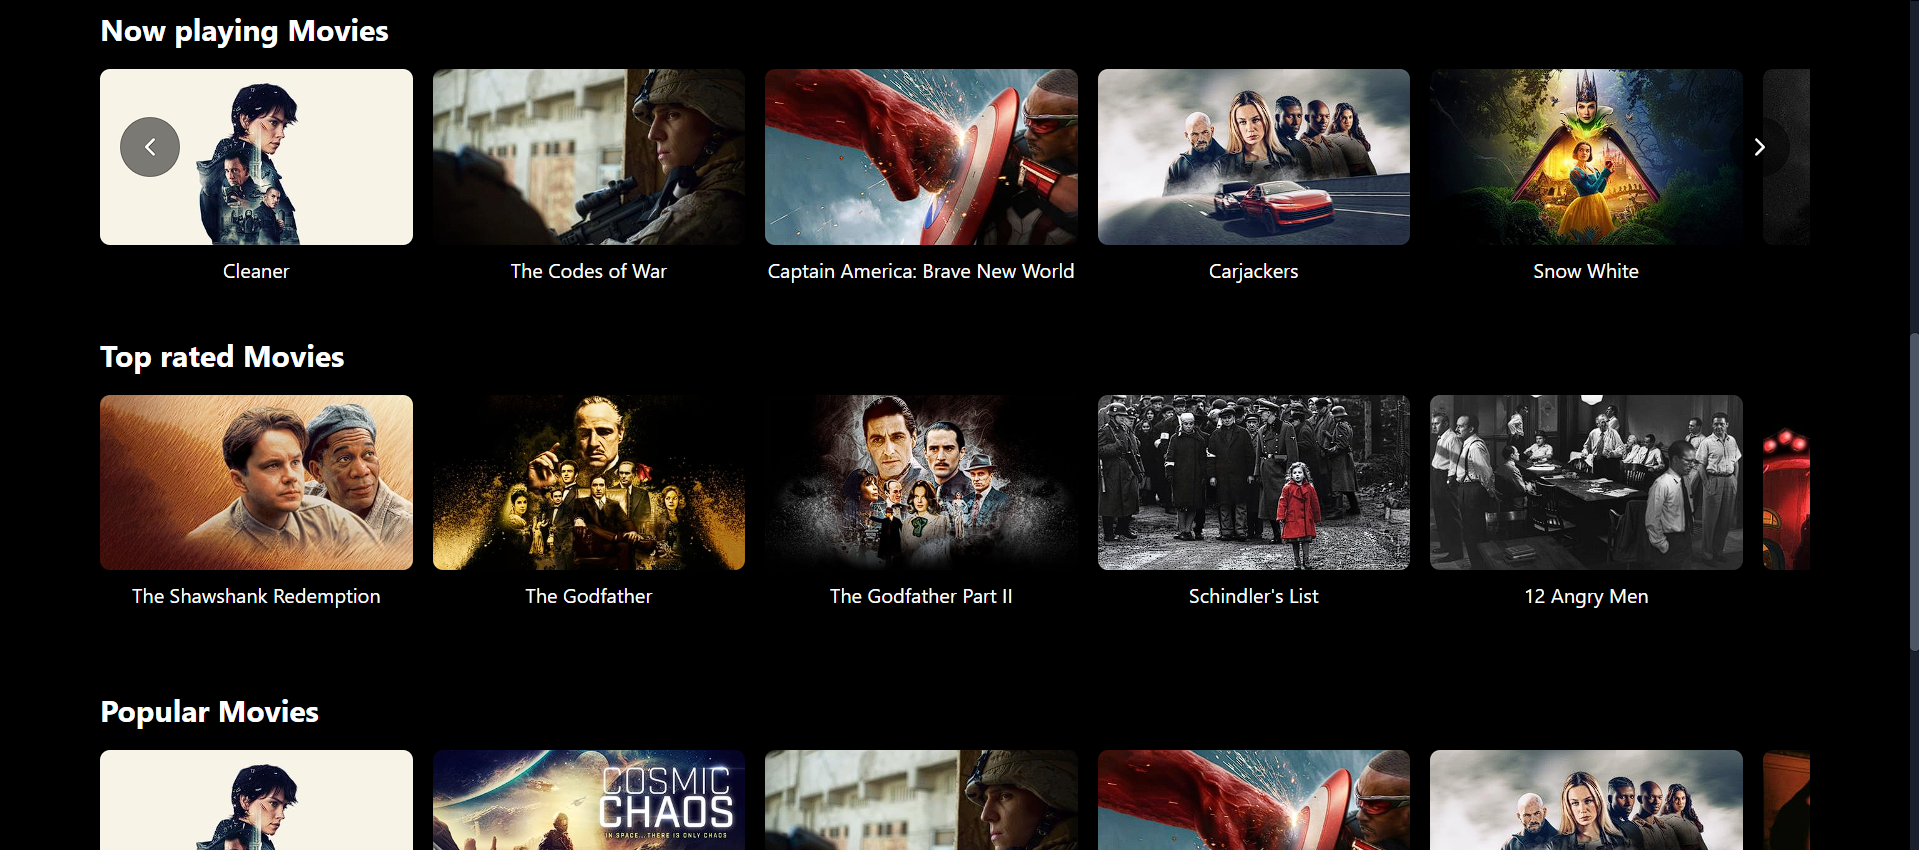 Now playing Movies
Cleaner
The Codes of War
Captain America: Brave New World
Carjackers
Snow White
Top rated Movies
The Shawshank Redemption
The Godfather
The Godfather Part II
Schindler's List
12 Angry Men
Popular Movies
COSMIC
CHAOS
IN SPACE... THERE IS ONLY CHAOS